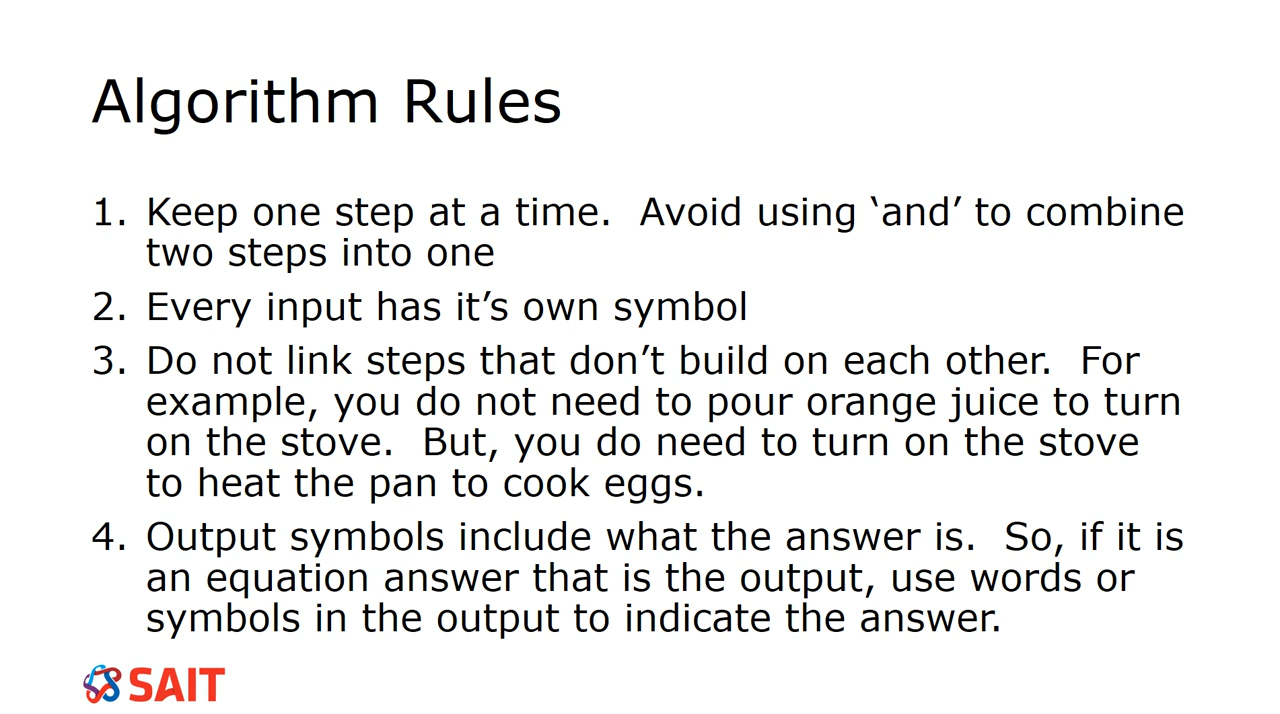 Algorithm Rules
1. Keep one step at a time.  Avoid using ‘and’ to combine
two steps into one
2. Every input has it’s own symbol
3. Do not link steps that don’t build on each other.  For
example, you do not need to pour orange juice to turn
on the stove.  But, you do need to turn on the stove
to heat the pan to cook eggs.
4. Output symbols include what the answer is.  So, if it is
an equation answer that is the output, use words or
symbols in the output to indicate the answer.
SAIT